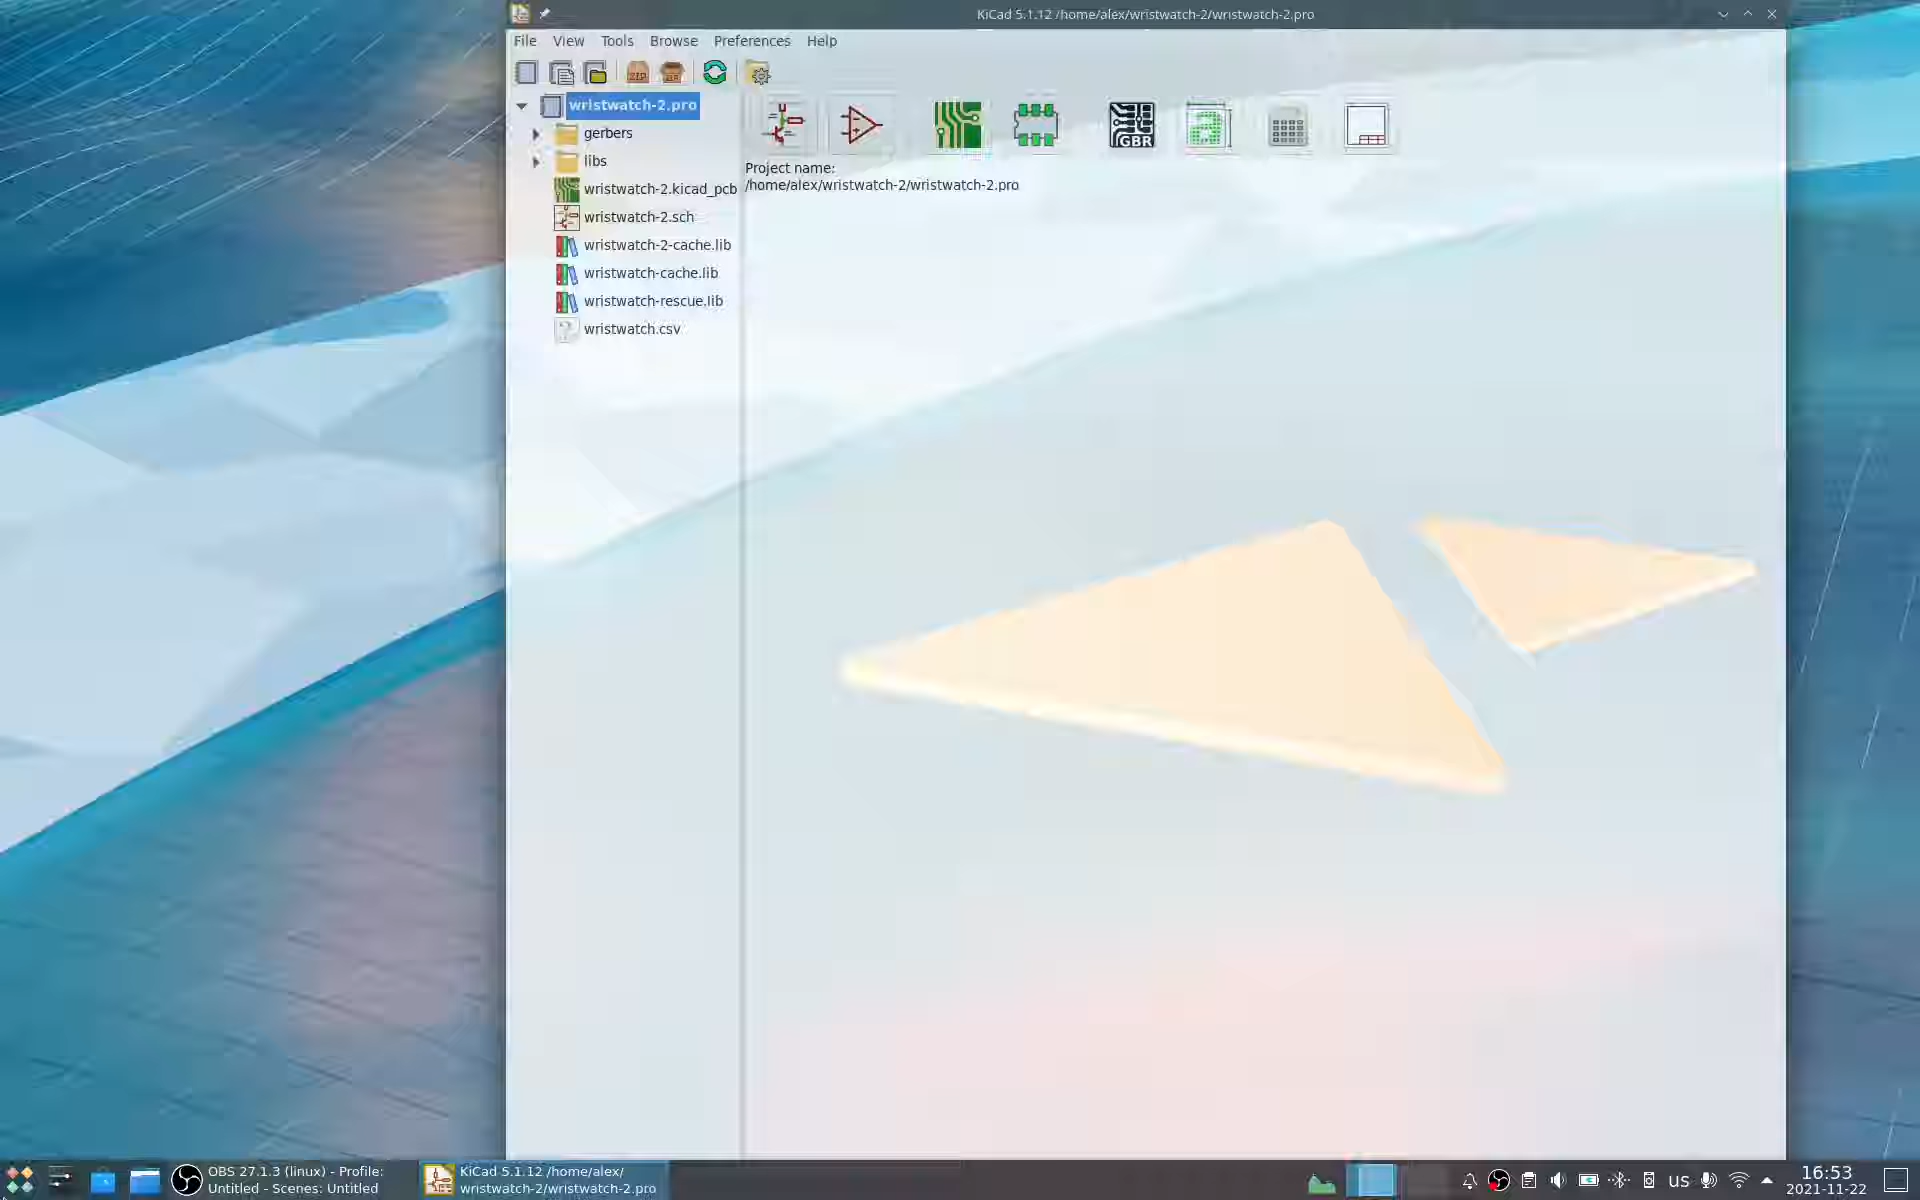 KiCad 5.1.12 /home/alex/wristwatch-2/wristwatch-2.pro
File View Tools Browse Preferences Help
ZIP
wristwatch-2.pro
gerbers
libs
wristwatch-2.kicad_pcb
wristwatch-2.sch
wristwatch-2-cache.lib
wristwatch-cache.lib
wristwatch-rescue.lib
wristwatch.csv
GBR
a
Project name:
/home/alex/wristwatch-2/wristwatch-2.pro
OBS 27.1.3 (linux) - Profile:
Untitled - Scenes: Untitled
KiCad 5.1.12 /home/alex/
wristwatch-2/wristwatch-2.pro
us
16:53
2021-11-22